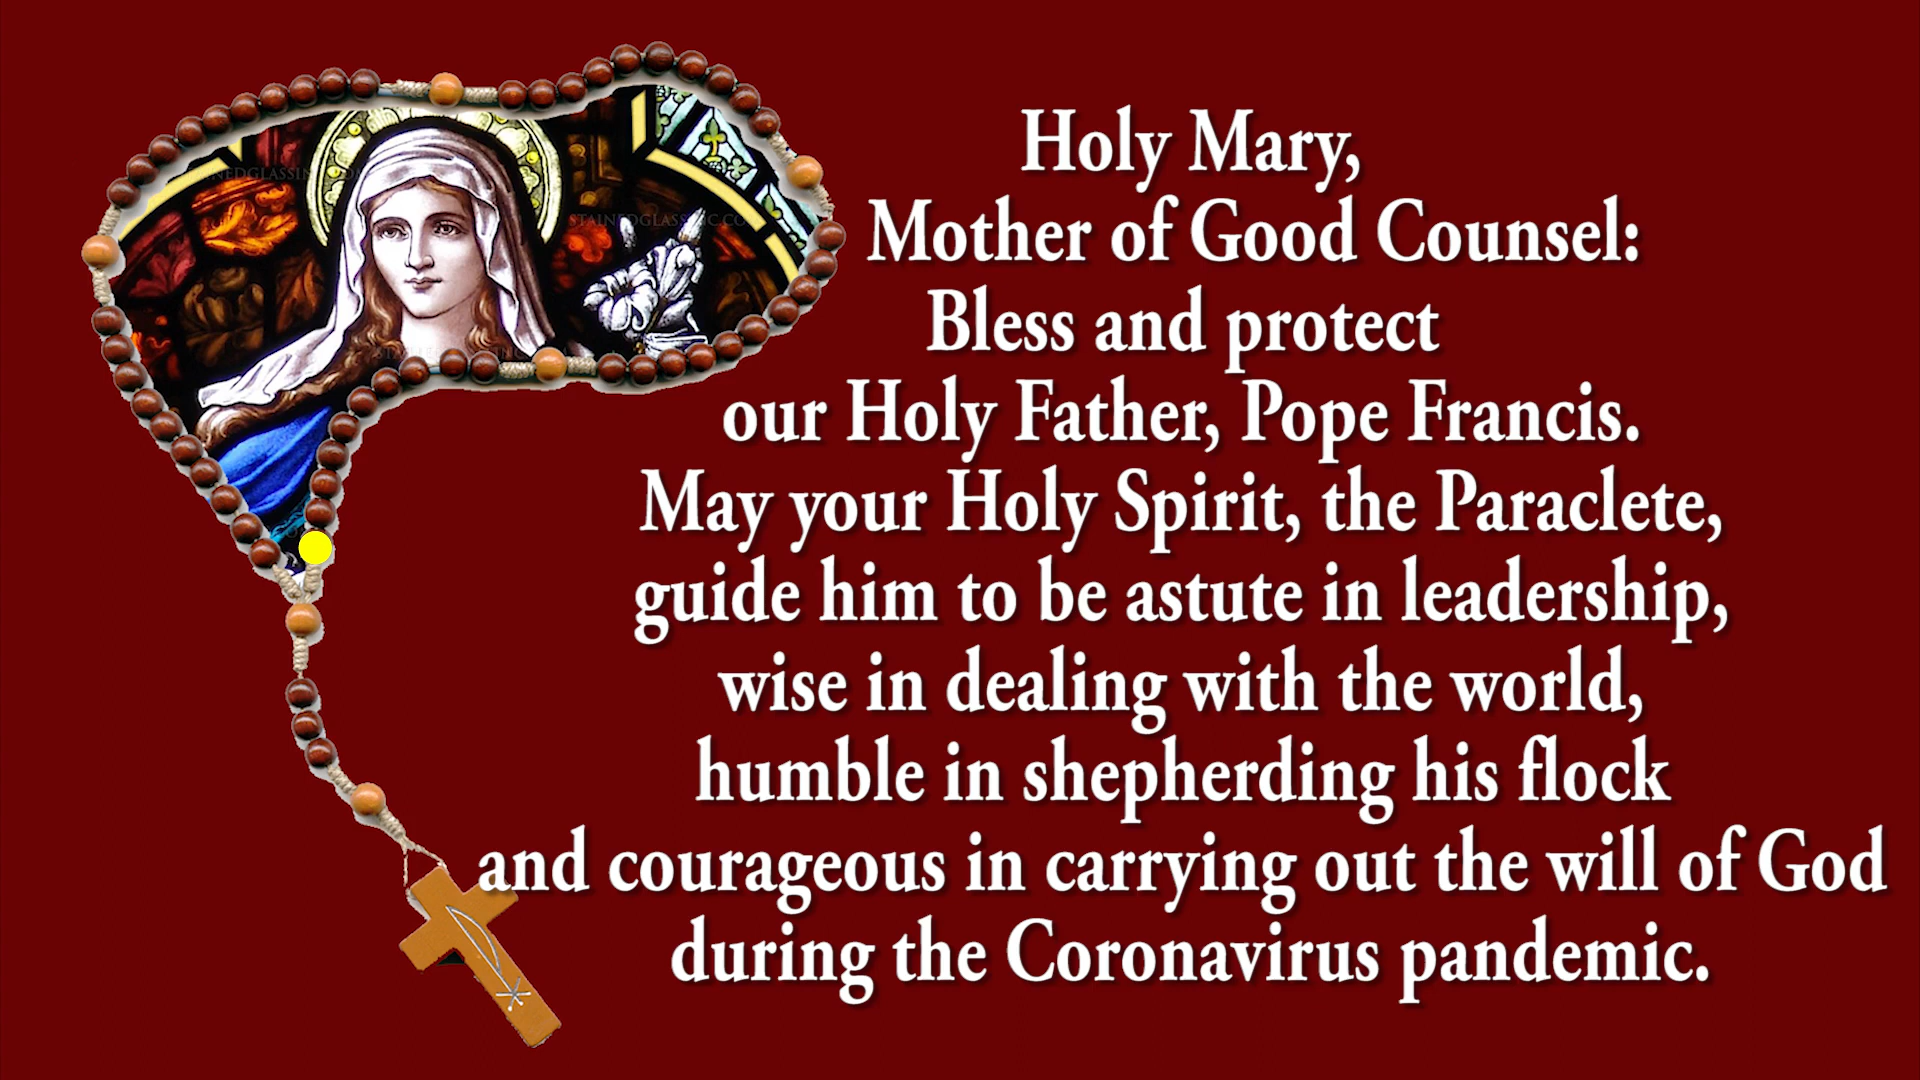 Holy Mary,
Mother of Good Counsel:
Bless and protect
our Holy Father, Pope Francis.
May your Holy Spirit, the Paraclete,
guide him to be astute in leadership,
wise in dealing with the world,
humble in shepherding his flock
and courageous in carrying out the will of God
during the Coronavirus pandemic.